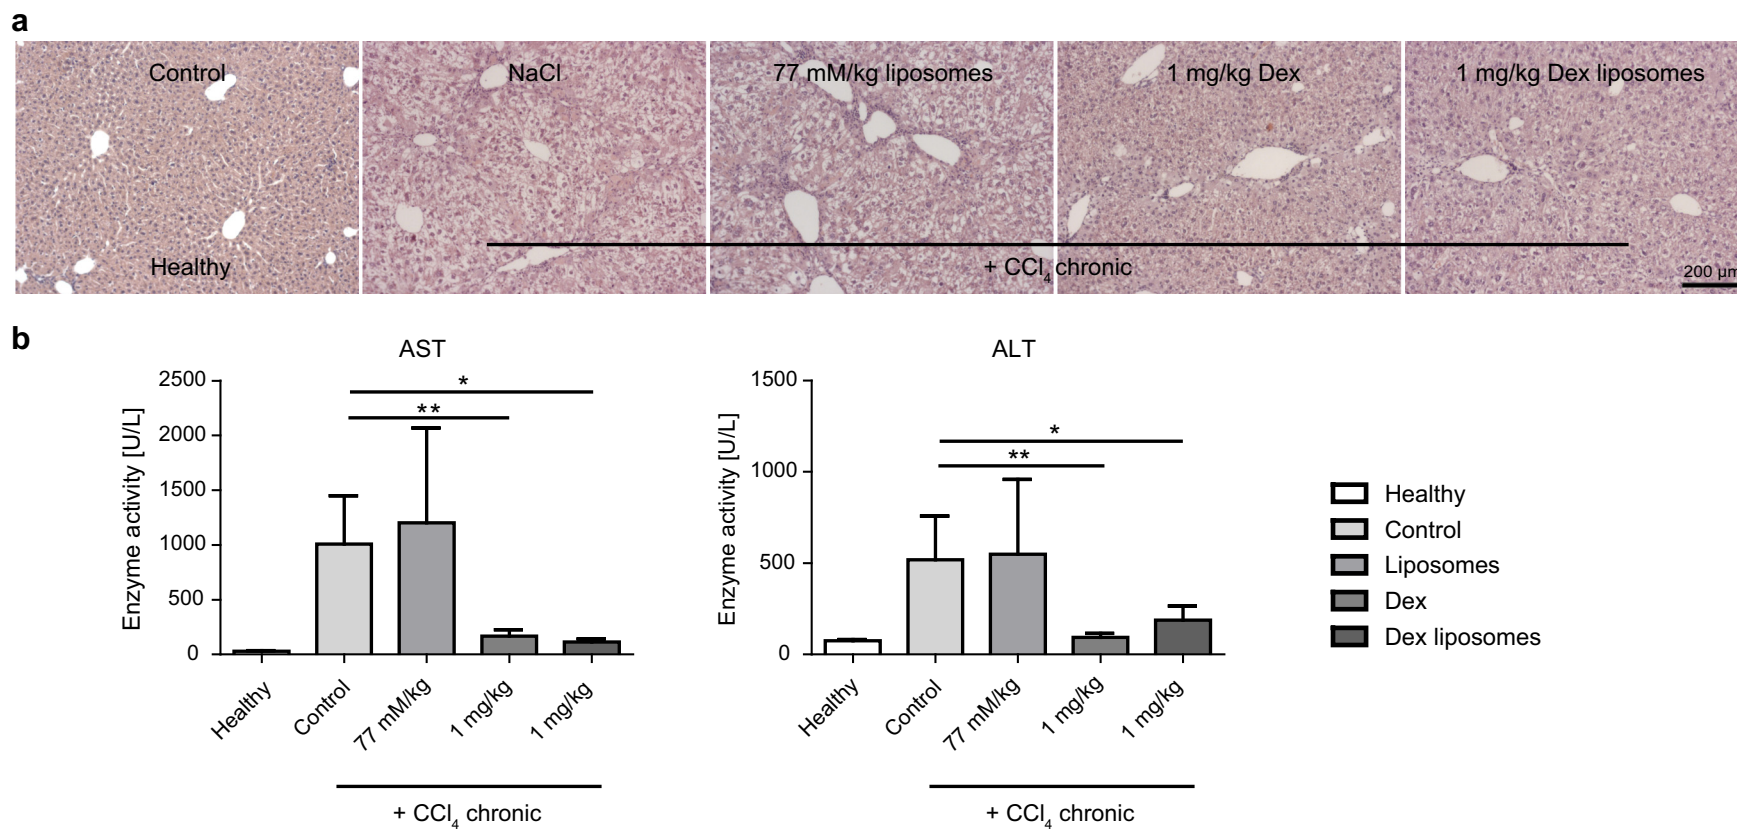 a
Control
NaCl
77 mM/kg liposomes
1 mg/kg Dex
1 mg/kg Dex liposomes
Healthy
+ CCl4 chronic
200 µm
b
AST
ALT
Enzyme activity [U/L]
2500
2000
1500
1000
500
0
*
**
Healthy
Control
77 mM/kg
1 mg/kg
1 mg/kg
+ CCl4 chronic
Enzyme activity [U/L]
1500
1000
500
0
*
**
Healthy
Control
77 mM/kg
1 mg/kg
1 mg/kg
+ CCl4 chronic
Healthy
Control
Liposomes
Dex
Dex liposomes